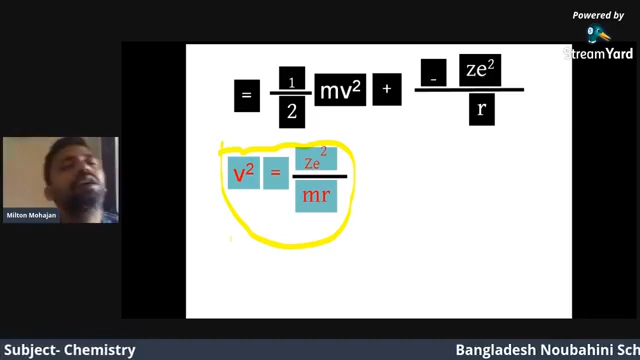 Powered by
StreamYard
= 1/2 mv² + - ze²/r
v² = Ze²/mr
Milton Mohajan
Subject- Chemistry
Bangladesh Noubahini Sch